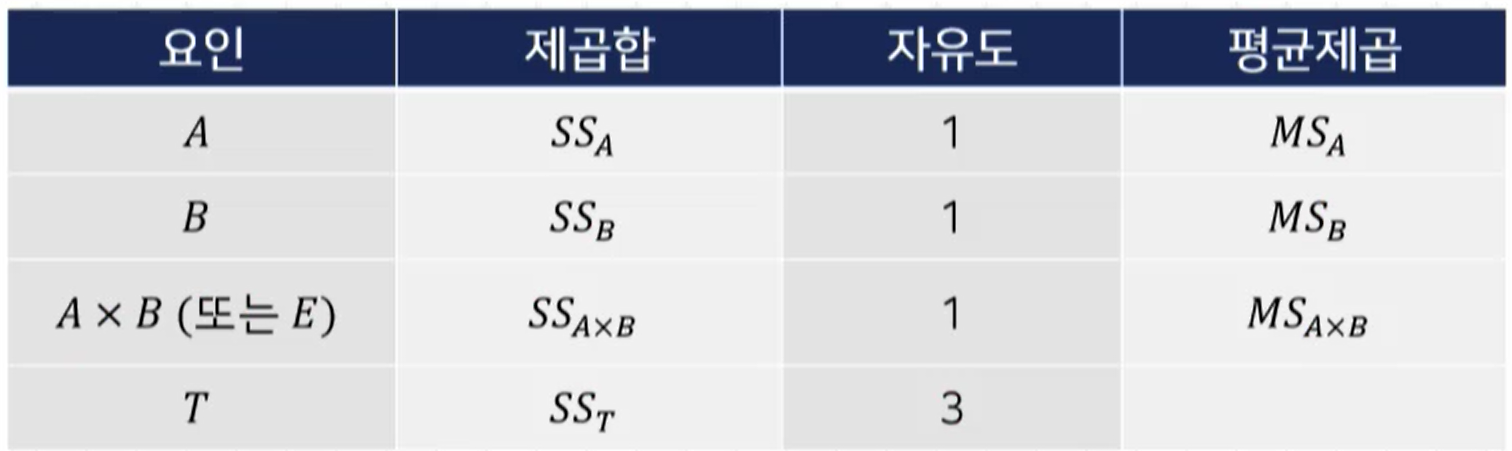 요인 제곱합 자유도 평균제곱
A SS_A 1 MS_A
B SS_B 1 MS_B
A × B (또는 E) SS_{A×B} 1 MS_{A×B}
T SS_T 3